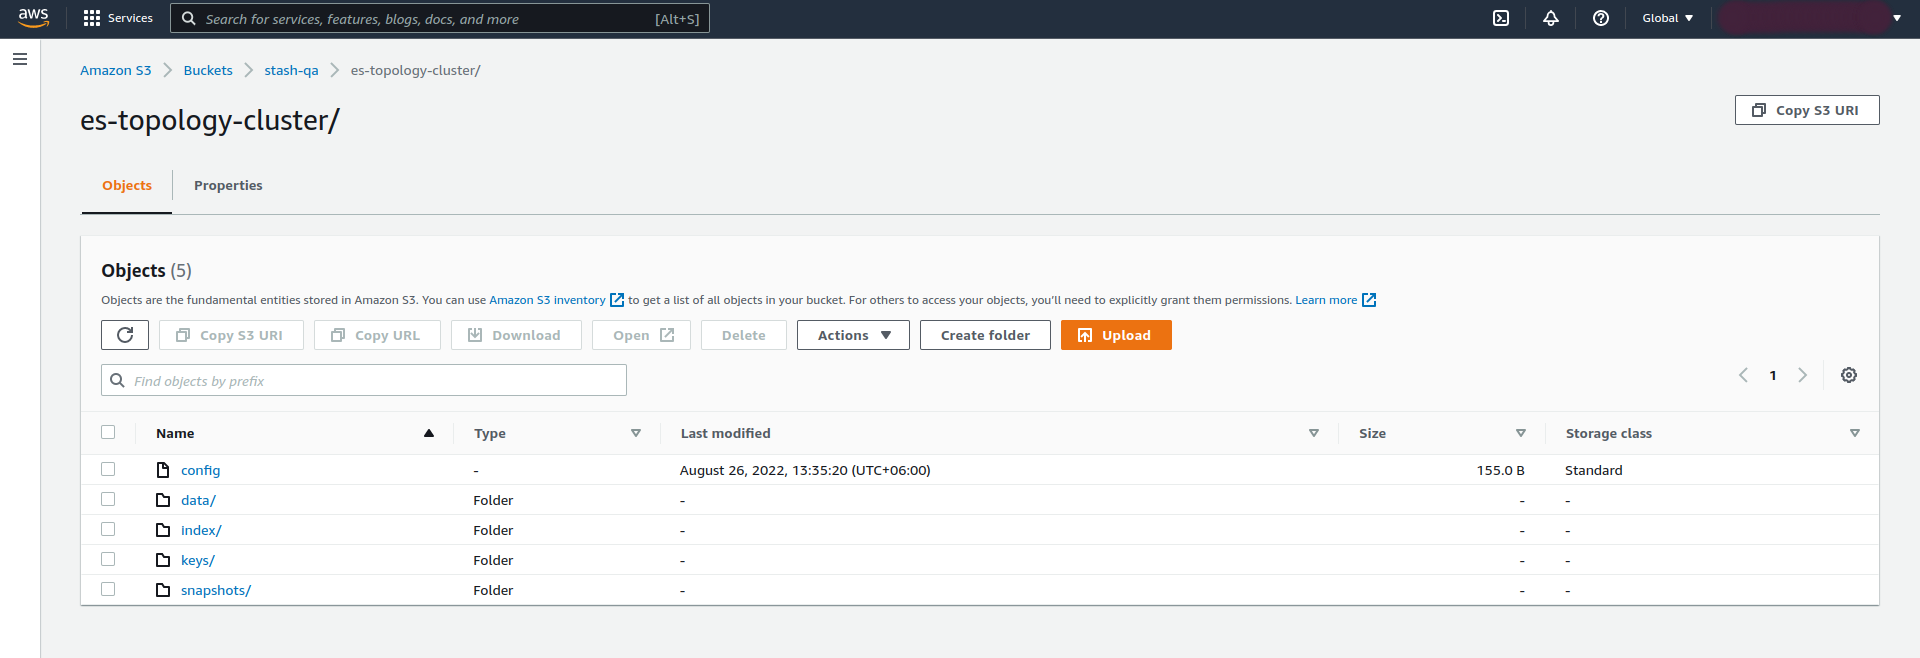 aws Services Search for services, features, blogs, docs, and more [Alt+S] Global
Amazon S3 Buckets stash-qa es-topology-cluster/
es-topology-cluster/
Copy S3 URI
Objects Properties
Objects (5)
Objects are the fundamental entities stored in Amazon S3. You can use Amazon S3 inventory to get a list of all objects in your bucket. For others to access your objects, you'll need to explicitly grant them permissions. Learn more
Copy S3 URI Copy URL Download Open Delete Actions Create folder Upload
Find objects by prefix
1
Name Type Last modified Size Storage class
config - August 26, 2022, 13:35:20 (UTC+06:00) 155.0 B Standard
data/ Folder - - -
index/ Folder - - -
keys/ Folder - - -
snapshots/ Folder - - -